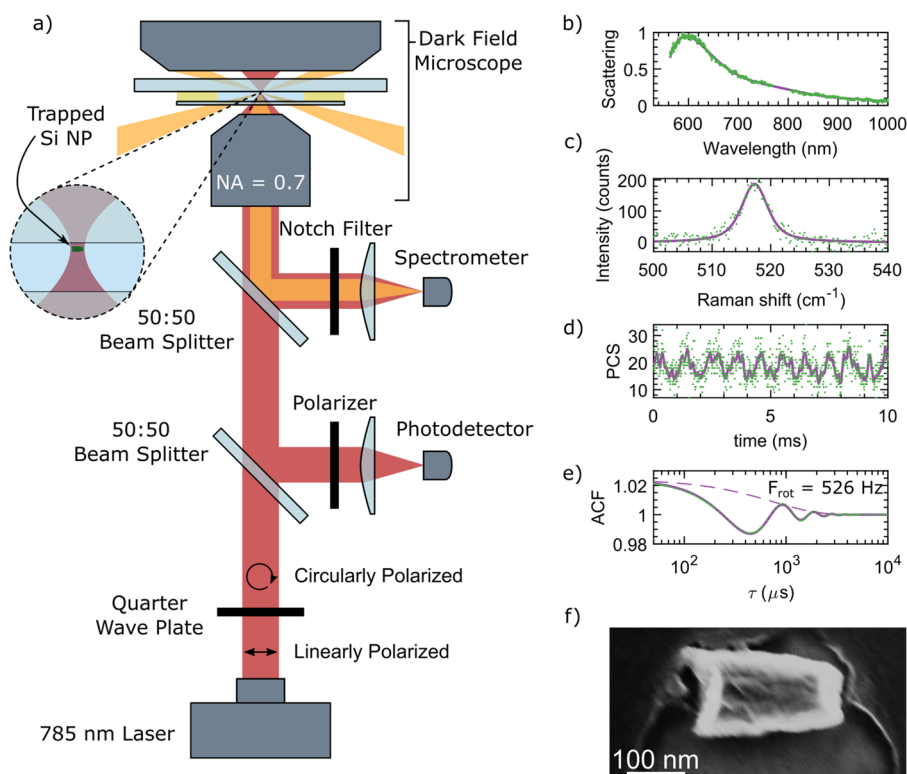 a)
Dark Field
Microscope
Trapped
Si NP
NA = 0.7
Notch Filter
Spectrometer
50:50
Beam Splitter
Polarizer
50:50
Beam Splitter
Photodetector
Circularly Polarized
Quarter
Wave Plate
Linearly Polarized
785 nm Laser
b)
Scattering
1
0.5
0
600 700 800 900 1000
Wavelength (nm)
c)
Intensity (counts)
200
100
0
500 510 520 530 540
Raman shift (cm⁻¹)
d)
PCS
30
20
10
0 5 10
time (ms)
e)
ACF
1.02
1
0.98
F_rot = 526 Hz
10² 10³ 10⁴
τ (μs)
f)
100 nm